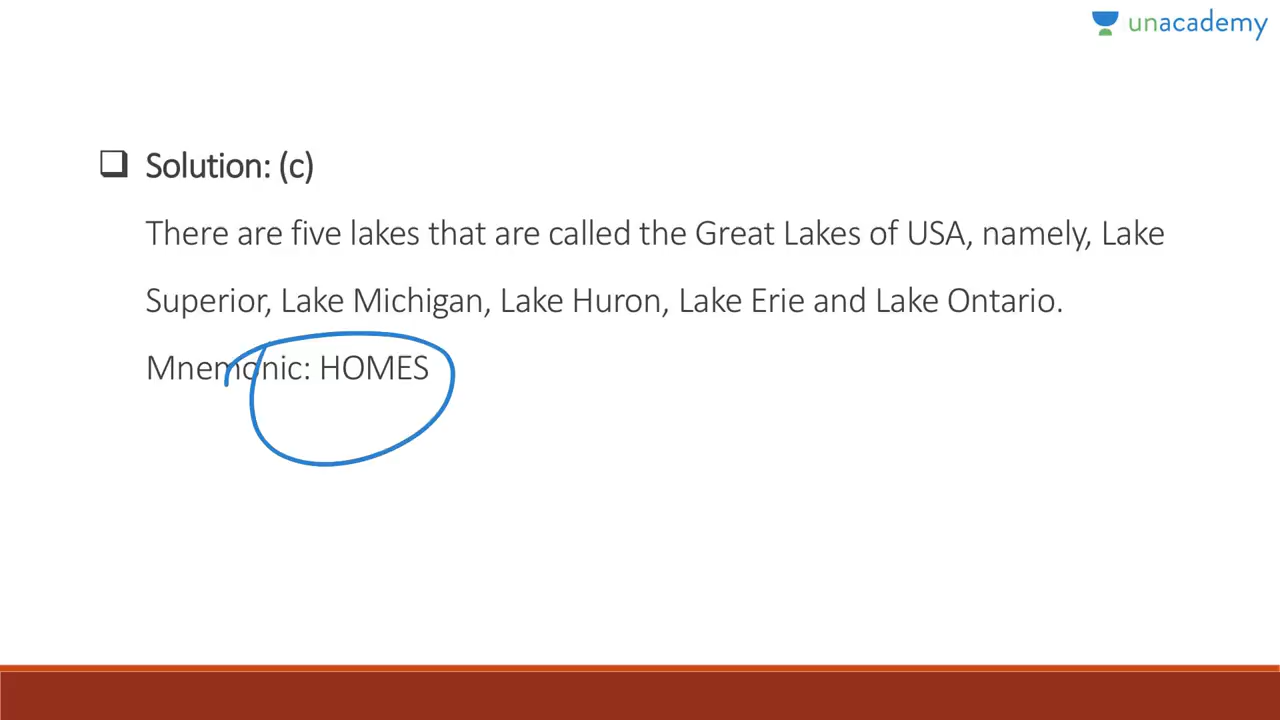 unacademy
Solution: (c)
There are five lakes that are called the Great Lakes of USA, namely, Lake
Superior, Lake Michigan, Lake Huron, Lake Erie and Lake Ontario.
Mnemonic: HOMES